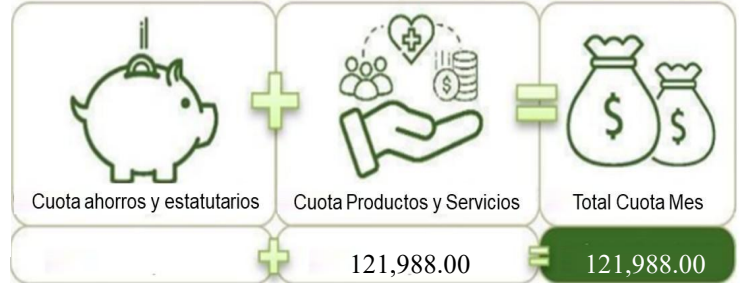 Cuota ahorros y estatutarios
Cuota Productos y Servicios
Total Cuota Mes
121,988.00
121,988.00